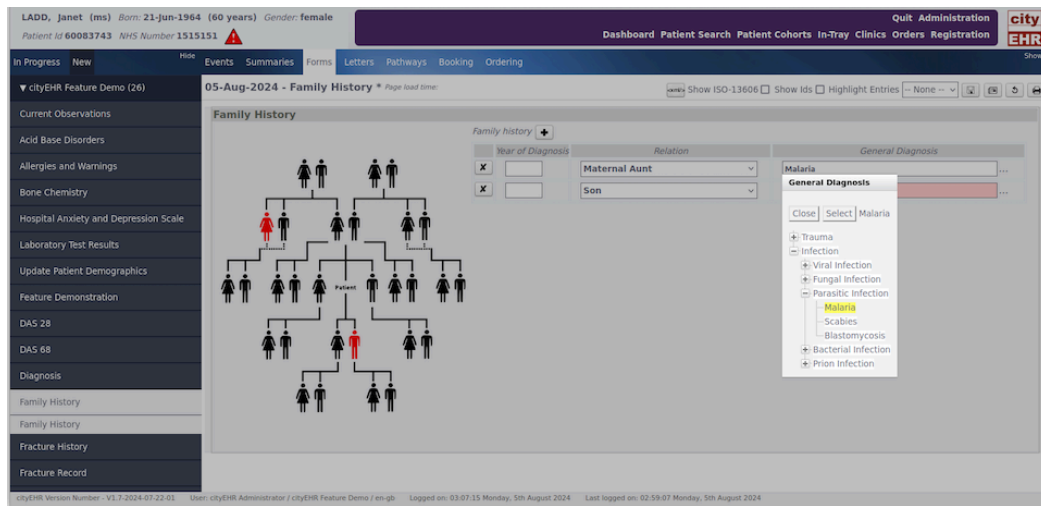 LADD, Janet (ms) Born: 21-Jun-1964 (60 years) Gender: female
Patient Id 60083743 NHS Number 1515151
Quit Administration
Dashboard Patient Search Patient Cohorts In-Tray Clinics Orders Registration
city
EHR
In Progress New Hide
Events Summaries Forms Letters Pathways Booking Ordering
Show
▼ cityEHR Feature Demo (26)
Current Observations
Acid Base Disorders
Allergies and Warnings
Bone Chemistry
Hospital Anxiety and Depression Scale
Laboratory Test Results
Update Patient Demographics
Feature Demonstration
DAS 28
DAS 68
Diagnosis
Family History
Family History
Fracture History
Fracture Record
05-Aug-2024 - Family History * Page load time:
Show ISO-13606 Show Ids Highlight Entries -- None --
Family History
Family history
Year of Diagnosis Relation General Diagnosis
Maternal Aunt Malaria ...
Son ...
Patient
General Diagnosis
Close Select Malaria
Trauma
Infection
Viral Infection
Fungal Infection
Parasitic Infection
Malaria
Scabies
Blastomycosis
Bacterial Infection
Prion Infection
cityEHR Version Number - V1.7-2024-07-22-01 User: cityEHR Administrator / cityEHR Feature Demo / en-gb Logged on: 03:07:15 Monday, 5th August 2024 Last logged on: 02:59:07 Monday, 5th August 2024